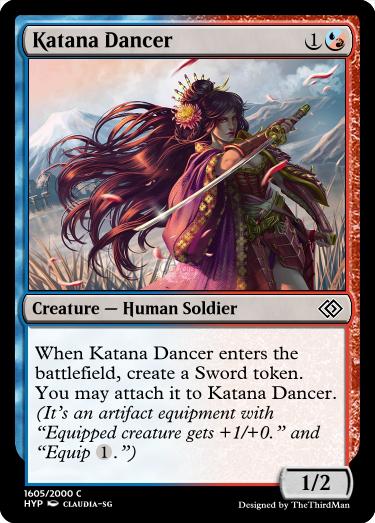 Katana Dancer 1
Creature — Human Soldier
When Katana Dancer enters the
battlefield, create a Sword token.
You may attach it to Katana Dancer.
(It's an artifact equipment with
“Equipped creature gets +1/+0.” and
“Equip 1.”)
1/2
1605/2000 C
HYP CLAUDIA-SG
Designed by TheThirdMan